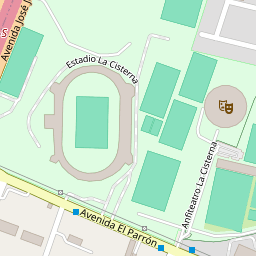 Avenida José J
S
Estadio La Cisterna
Anfiteatro La Cisterna
Avenida El Parrón